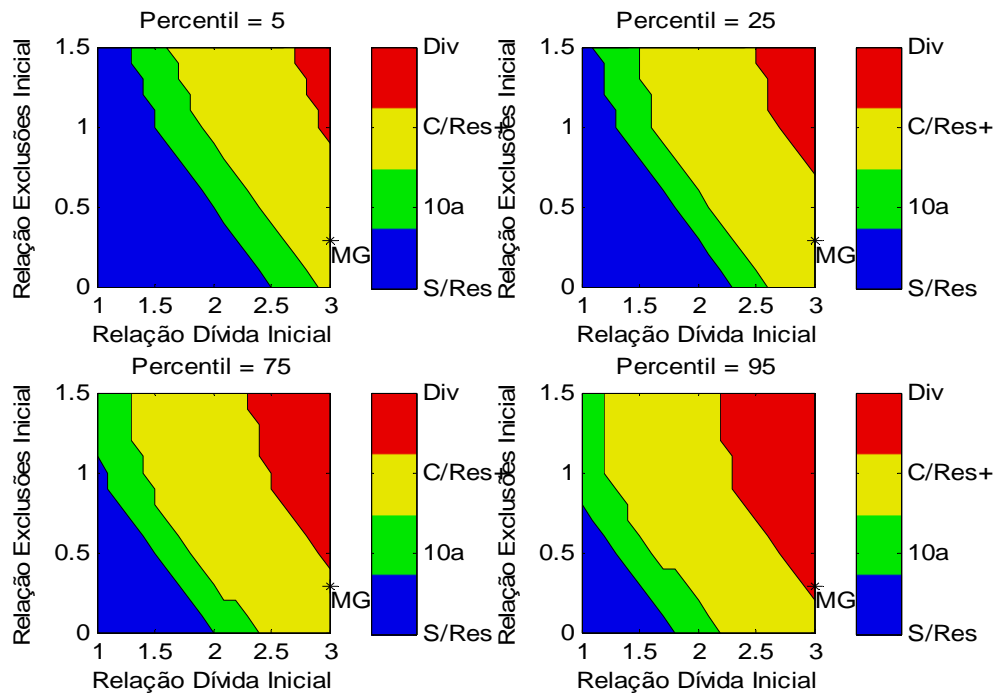 Percentil = 5
Relação Exclusões Inicial
1.5
1
0.5
0
1
1.5
2
2.5
3
Relação Dívida Inicial
MG
Div
C/Res+
10a
S/Res
Percentil = 25
Relação Exclusões Inicial
1.5
1
0.5
0
1
1.5
2
2.5
3
Relação Dívida Inicial
MG
Div
C/Res+
10a
S/Res
Percentil = 75
Relação Exclusões Inicial
1.5
1
0.5
0
1
1.5
2
2.5
3
Relação Dívida Inicial
MG
Div
C/Res+
10a
S/Res
Percentil = 95
Relação Exclusões Inicial
1.5
1
0.5
0
1
1.5
2
2.5
3
Relação Dívida Inicial
MG
Div
C/Res+
10a
S/Res